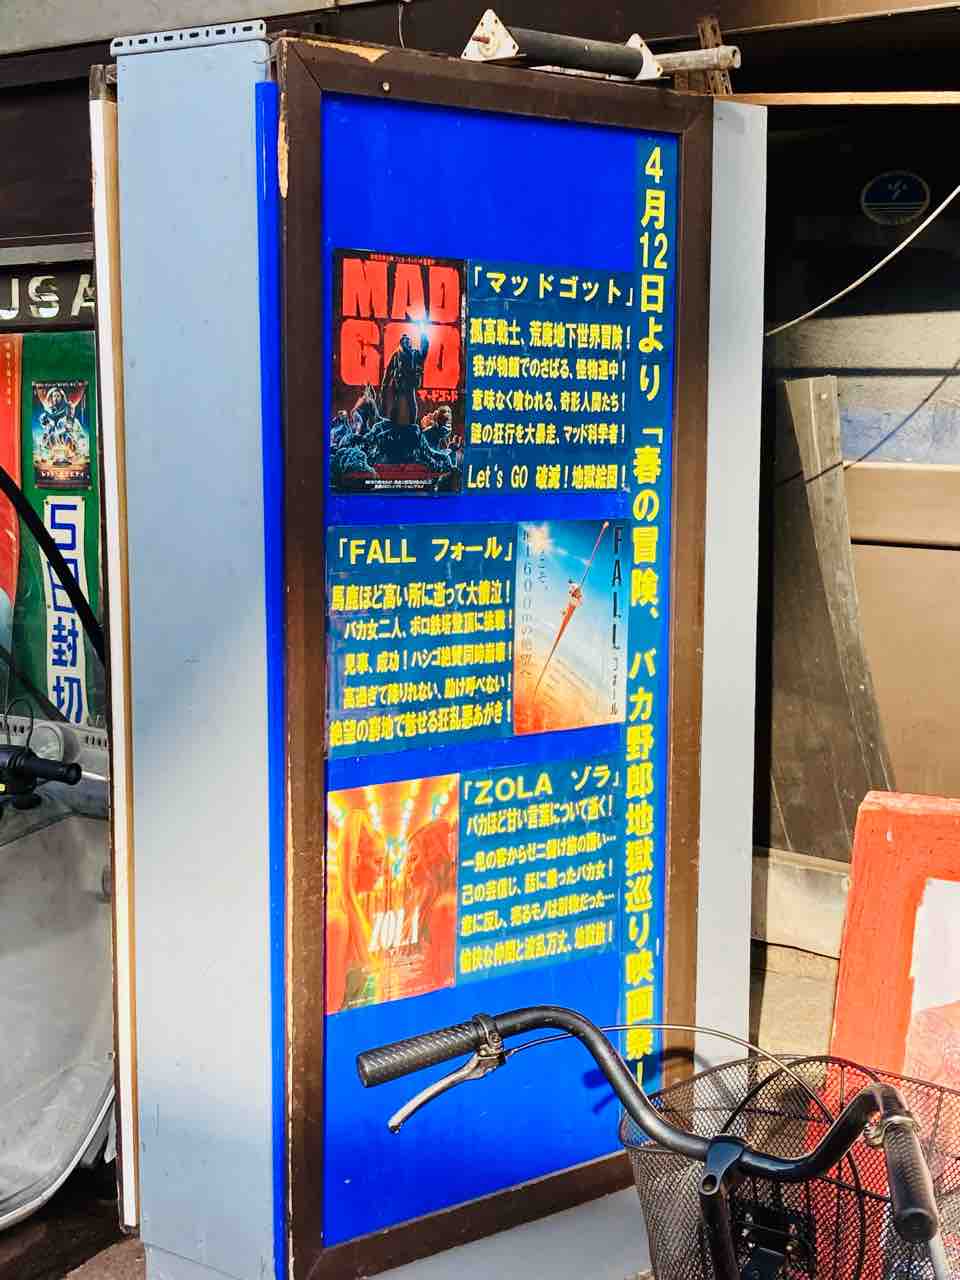 4月12日より「春の冒険、バカ野郎地獄巡り映画祭!
MAD
GOD
マッドゴッド
「マッドゴット」
孤高戦士、荒廃地下世界冒険!
我が物顔でのさばる、怪物連中!
意味なく喰われる、奇形人間たち!
謎の狂行を大暴走、マッド科学者!
Let's GO 破滅!地獄絵図!
「FALL フォール」
馬鹿ほど高い所に逝って大憤泣!
バカ女二人、ボロ鉄塔登頂に挑戦!
見事、成功!ハシゴ絶賛同時崩壊!
高過ぎて降りれない、助け呼べない!
絶望の窮地で魅せる狂乱悪あがき!
FALL
フォール
「ZOLA ゾラ」
バカほど甘い言葉について逝く!
一見の客からゼニ儲け旅の誘い…
己の芸信じ、話に乗ったバカ女!
意に反し、売るモノは別物だった…
愉快な仲間と波乱万丈、地獄旅!
ZOLA
USA
5日封切